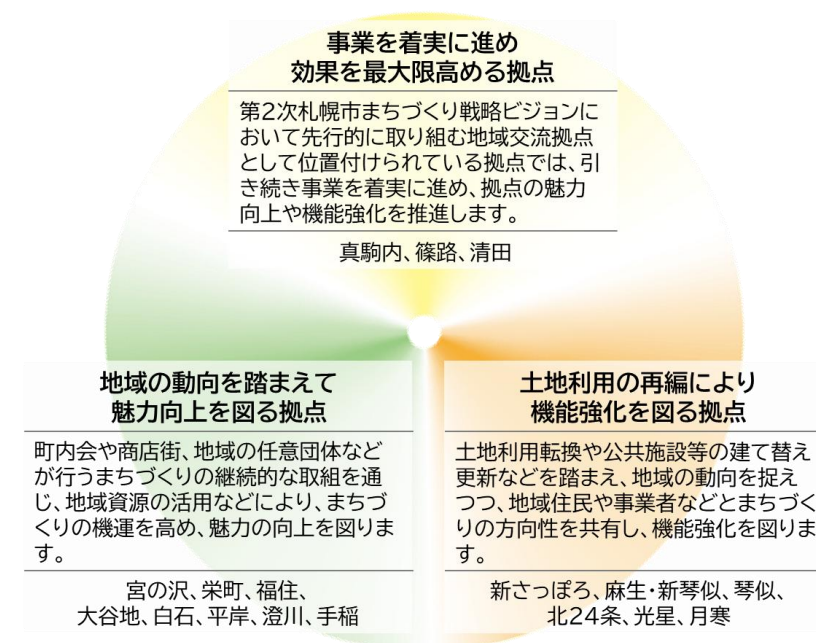 事業を着実に進め
効果を最大限高める拠点
第2次札幌市まちづくり戦略ビジョンに
おいて先行的に取り組む地域交流拠点
として位置付けられている拠点では、引
き続き事業を着実に進め、拠点の魅力
向上や機能強化を推進します。
真駒内、篠路、清田
地域の動向を踏まえて
魅力向上を図る拠点
町内会や商店街、地域の任意団体など
が行うまちづくりの継続的な取組を通
じ、地域資源の活用などにより、まちづ
くりの機運を高め、魅力の向上を図りま
す。
宮の沢、栄町、福住、
大谷地、白石、平岸、澄川、手稲
土地利用の再編により
機能強化を図る拠点
土地利用転換や公共施設等の建て替え
更新などを踏まえ、地域の動向を捉え
つつ、地域住民や事業者などとまちづく
りの方向性を共有し、機能強化を図りま
す。
新さっぽろ、麻生・新琴似、琴似、
北24条、光星、月寒